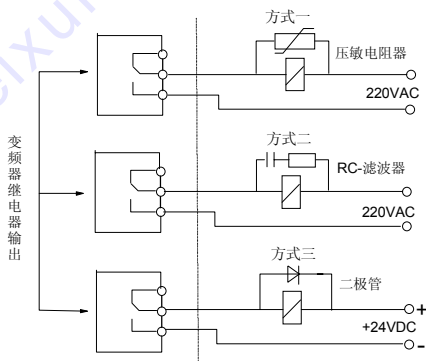 方式一
压敏电阻器
220VAC
方式二
RC-滤波器
220VAC
变频器继电器输出
方式三
二极管
+
+24VDC
-